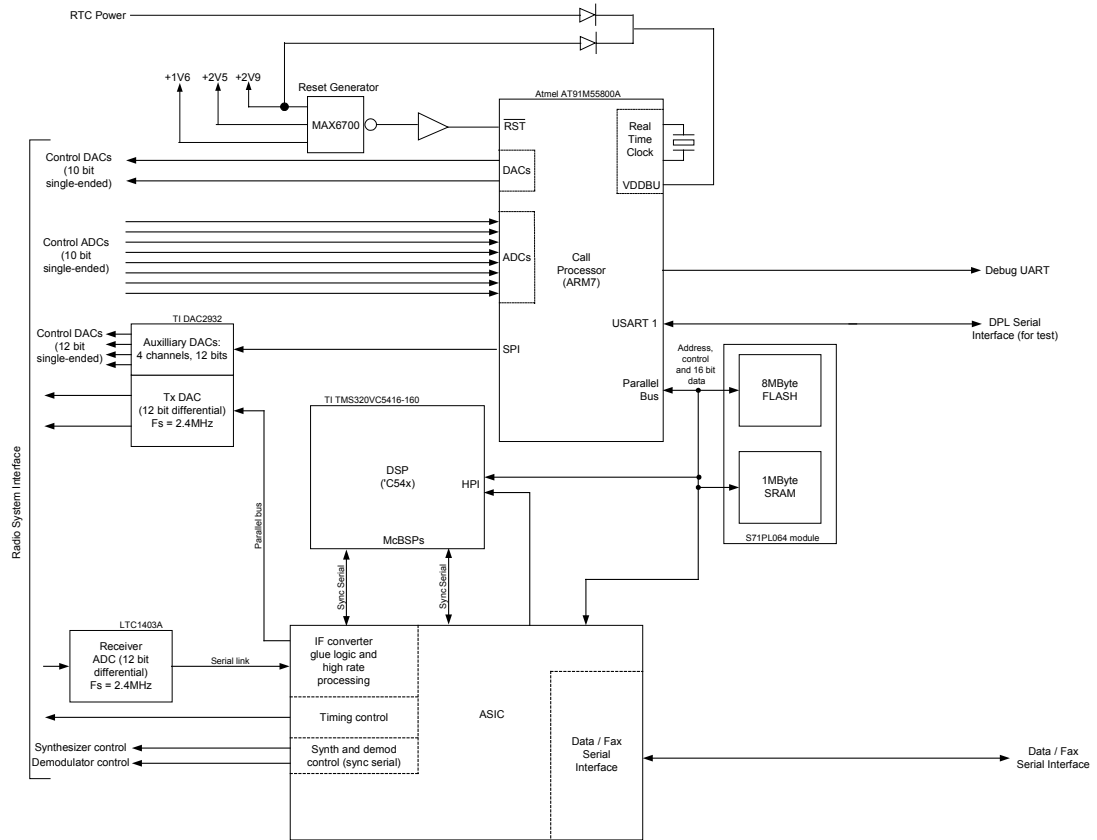 RTC Power
+1V6
+2V5
+2V9
Reset Generator
MAX6700
Atmel AT91M55800A
RST
Real
Time
Clock
VDDBU
Control DACs
(10 bit
single-ended)
DACs
Control ADCs
(10 bit
single-ended)
ADCs
Call
Processor
(ARM7)
Debug UART
USART 1
DPL Serial
Interface (for test)
TI DAC2932
Control DACs
(12 bit
single-ended)
Auxilliary DACs:
4 channels, 12 bits
SPI
Address,
control
and 16 bit
data
Parallel
Bus
8MByte
FLASH
Tx DAC
(12 bit differential)
Fs = 2.4MHz
TI TMS320VC5416-160
DSP
('C54x)
HPI
McBSPs
1MByte
SRAM
S71PL064 module
Radio System Interface
Parallel bus
Sync Serial
Sync Serial
LTC1403A
Receiver
ADC (12 bit
differential)
Fs = 2.4MHz
Serial link
IF converter
glue logic and
high rate
processing
Timing control
ASIC
Synthesizer control
Demodulator control
Synth and demod
control (sync serial)
Data / Fax
Serial
Interface
Data / Fax
Serial Interface